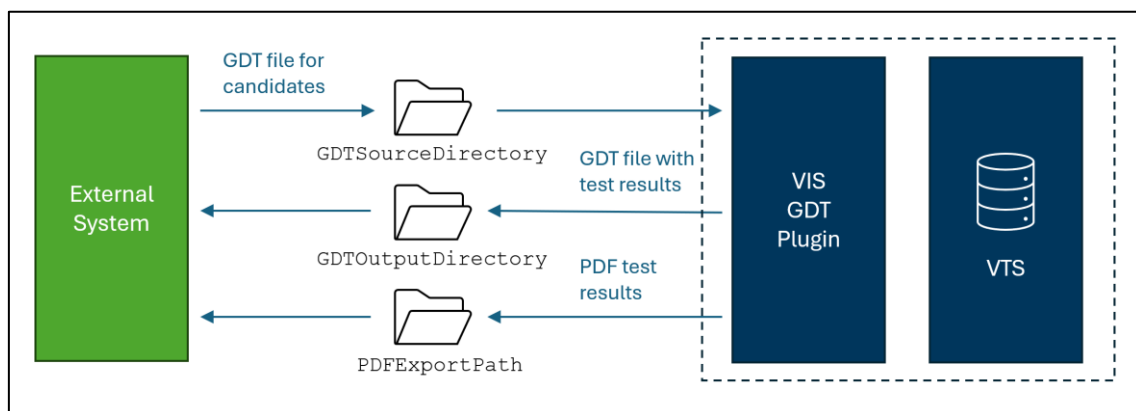 GDT file for
candidates
GDTSourceDirectory
External
System
GDT file with
test results
GDTOutputDirectory
PDF test
results
PDFExportPath
VIS
GDT
Plugin
VTS